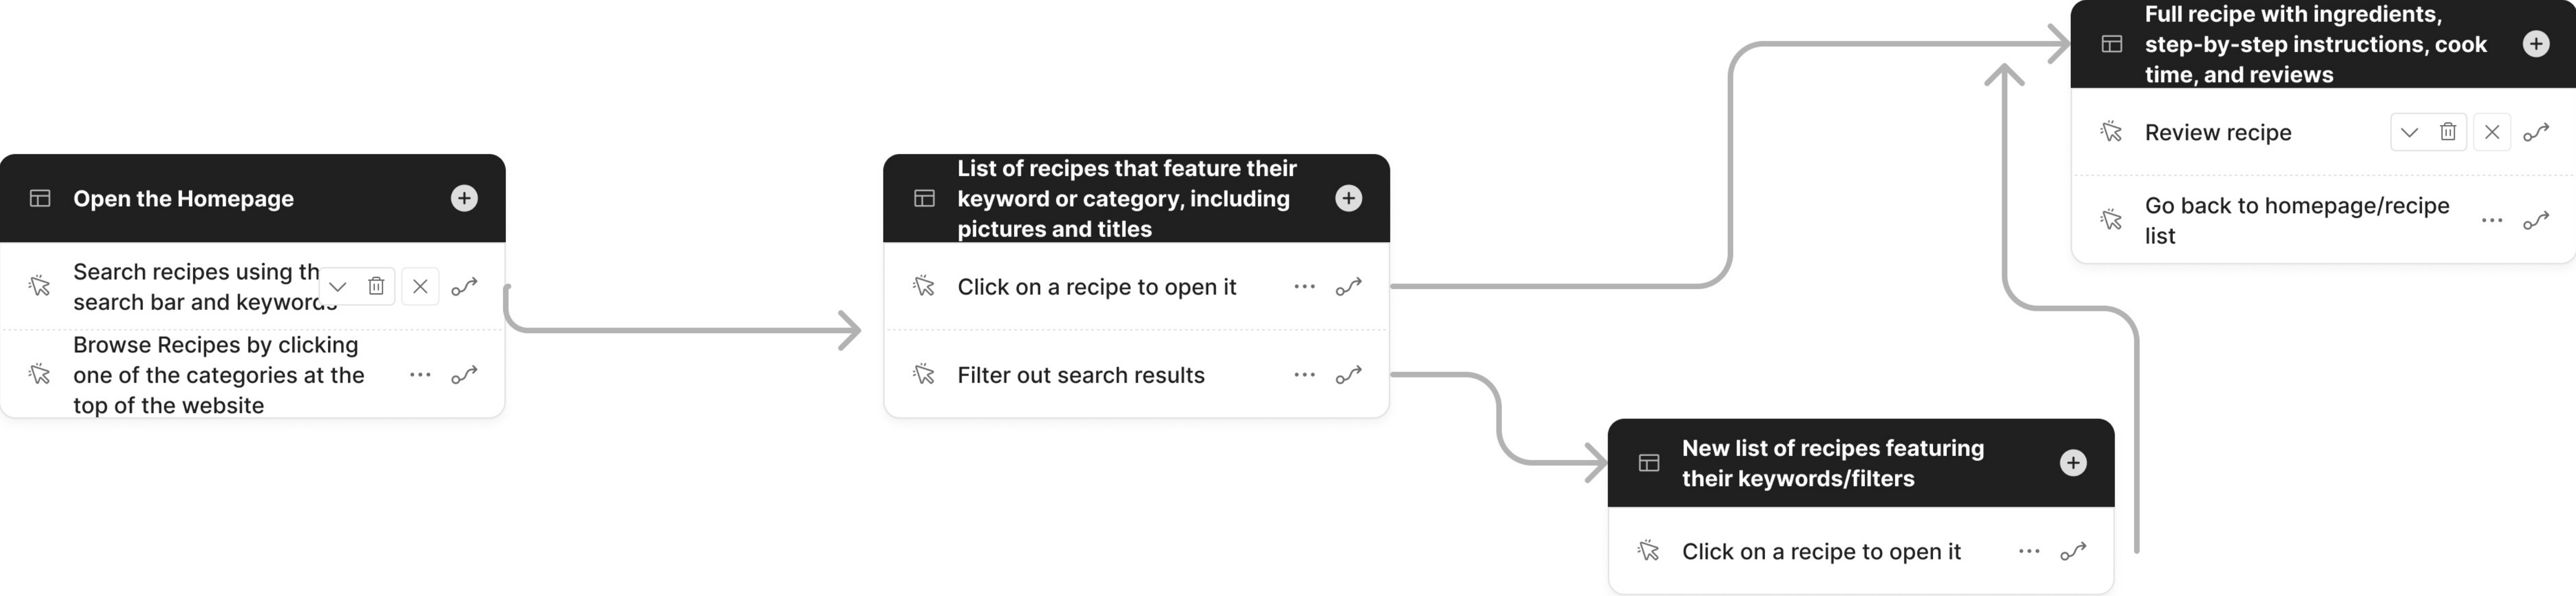 Open the Homepage
Search recipes using th
search bar and keywords
Browse Recipes by clicking
one of the categories at the
top of the website
List of recipes that feature their
keyword or category, including
pictures and titles
Click on a recipe to open it
Filter out search results
New list of recipes featuring
their keywords/filters
Click on a recipe to open it
Full recipe with ingredients,
step-by-step instructions, cook
time, and reviews
Review recipe
Go back to homepage/recipe
list